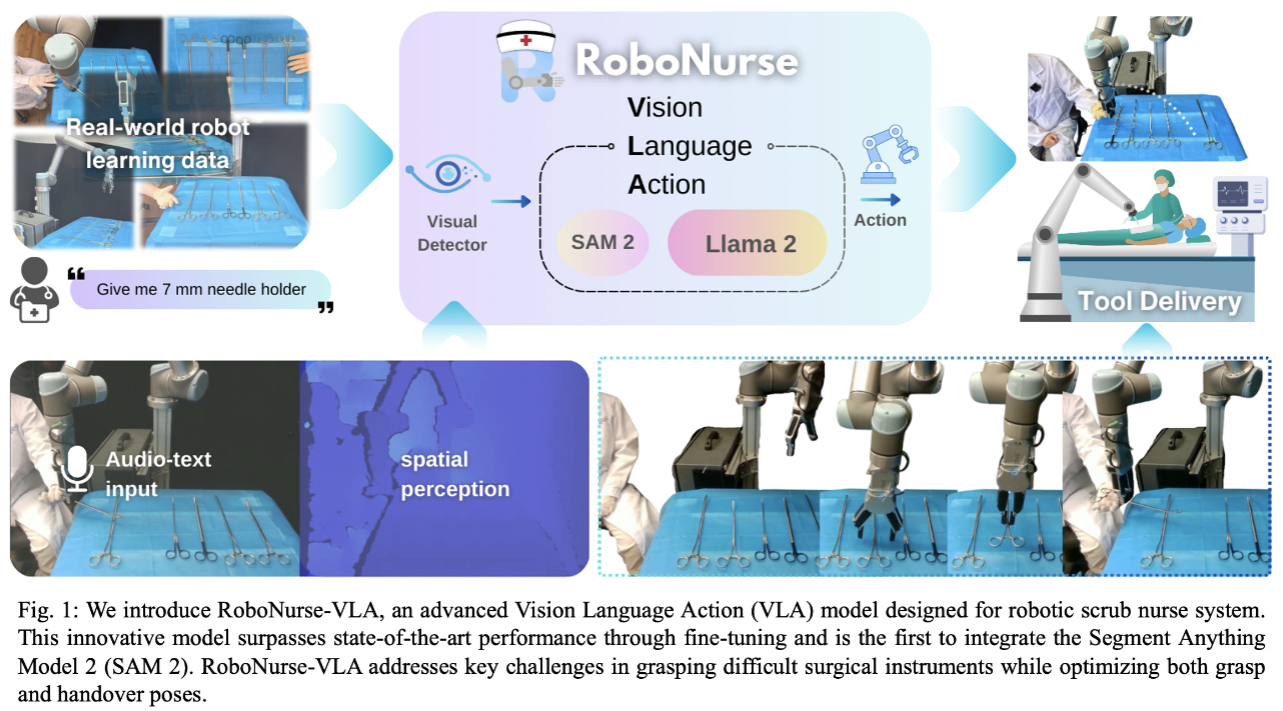 Real-world robot
learning data
“
Give me 7 mm needle holder
”
RoboNurse
Vision
Language
Action
Visual
Detector
SAM 2
Llama 2
Action
Tool Delivery
Audio-text
input
spatial
perception
Fig. 1: We introduce RoboNurse-VLA, an advanced Vision Language Action (VLA) model designed for robotic scrub nurse system.
This innovative model surpasses state-of-the-art performance through fine-tuning and is the first to integrate the Segment Anything
Model 2 (SAM 2). RoboNurse-VLA addresses key challenges in grasping difficult surgical instruments while optimizing both grasp
and handover poses.